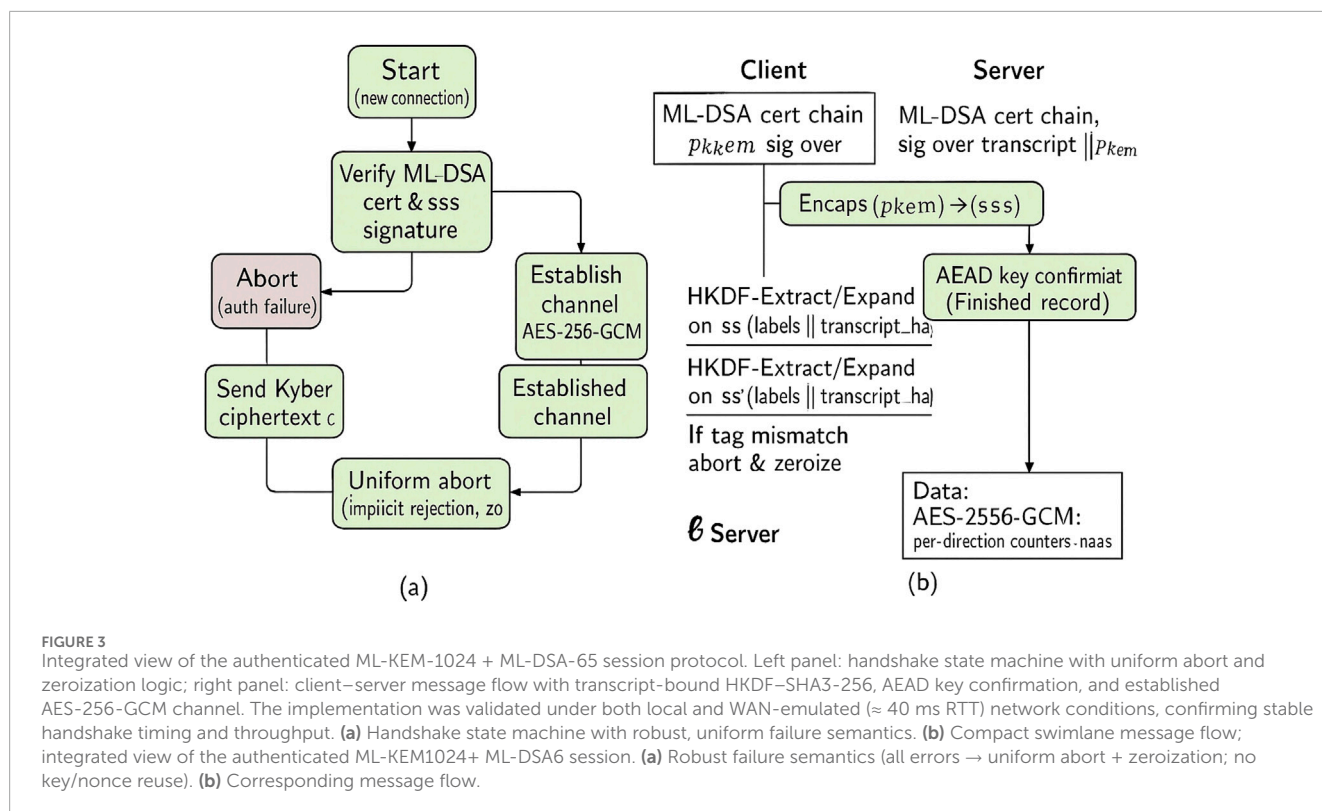 Start
(new connection)
Verify ML-DSA
cert & sss
signature
Abort
(auth failure)
Establish
channel
AES-256-GCM
Send Kyber
ciphertext c
Established
channel
Uniform abort
(impiicit rejection, zo
(a)
Client
Server
ML-DSA cert chain
pkkem sig over
ML-DSA cert chain,
sig over transcript ||Pkem
Encaps (pkem) → (sss)
AEAD key confirmiat
(Finished record)
HKDF-Extract/Expand
on ss (labels || transcript_ha
HKDF-Extract/Expand
on ss' (labels || transcript_ha)
If tag mismatch
abort & zeroize
Data:
AES-2556-GCM:
per-direction counters-naas
Server
(b)
FIGURE 3
Integrated view of the authenticated ML-KEM-1024 + ML-DSA-65 session protocol. Left panel: handshake state machine with uniform abort and
zeroization logic; right panel: client–server message flow with transcript-bound HKDF–SHA3-256, AEAD key confirmation, and established
AES-256-GCM channel. The implementation was validated under both local and WAN-emulated (≈ 40 ms RTT) network conditions, confirming stable
handshake timing and throughput. (a) Handshake state machine with robust, uniform failure semantics. (b) Compact swimlane message flow;
integrated view of the authenticated ML-KEM1024+ ML-DSA6 session. (a) Robust failure semantics (all errors → uniform abort + zeroization; no
key/nonce reuse). (b) Corresponding message flow.